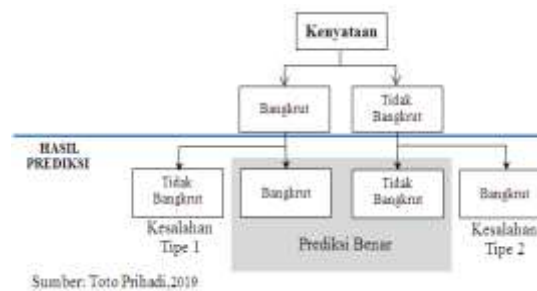 Kenyataan
Bangkrut
Tidak
Bangkrut
HASIL
PREDIKSI
Tidak
Bangkrut
Bangkrut
Tidak
Bangkrut
Bangkrut
Kesalahan
Tipe 1
Prediksi Benar
Kesalahan
Tipe 2
Sumber: Toto Prihadi,2019